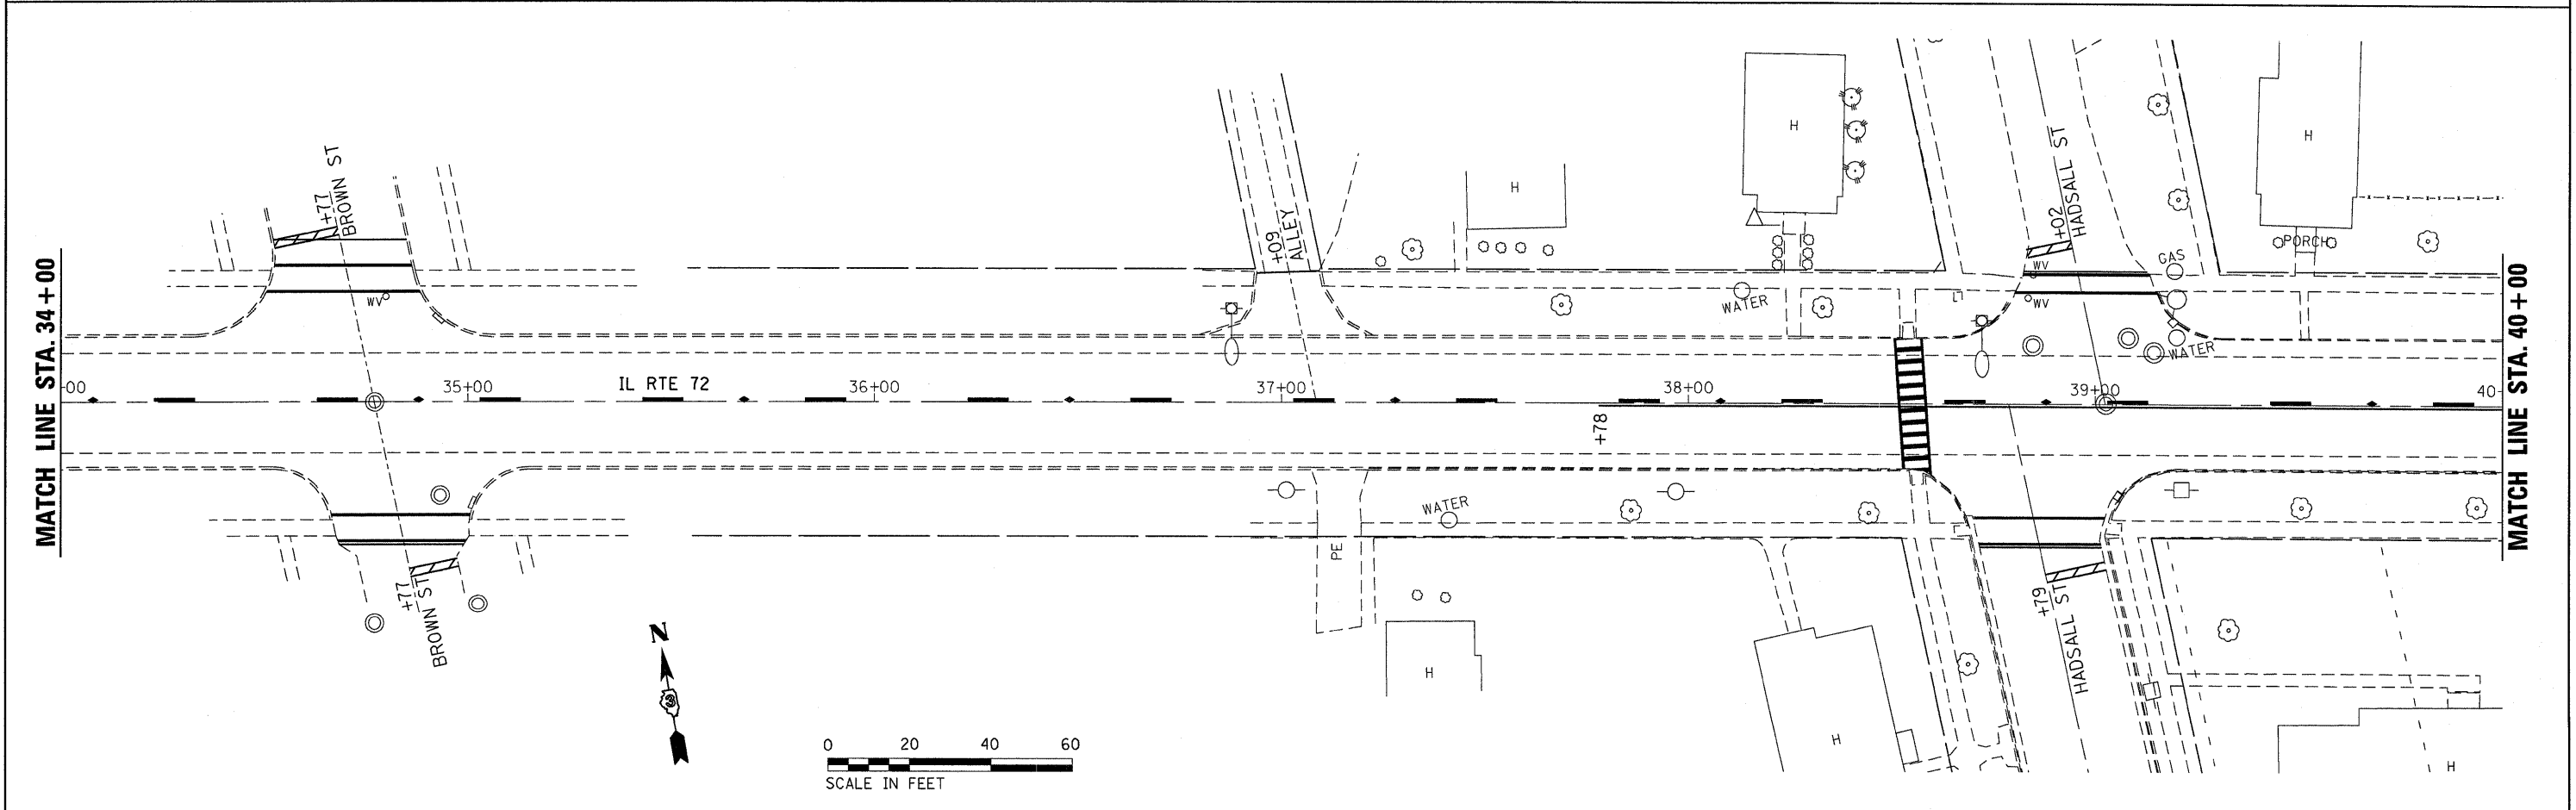 MATCH LINE STA. 34+00
+77
BROWN ST
WV
+09
ALLEY
H
H
WATER
+02
HADSALL ST
WV
WV
GAS
WATER
H
PORCH
MATCH LINE STA. 40+00
00
35+00
IL RTE 72
36+00
37+00
38+00
39+00
40
+78
WATER
PE
+77
BROWN ST
N
H
H
+79
HADSALL ST
H
0 20 40 60
SCALE IN FEET